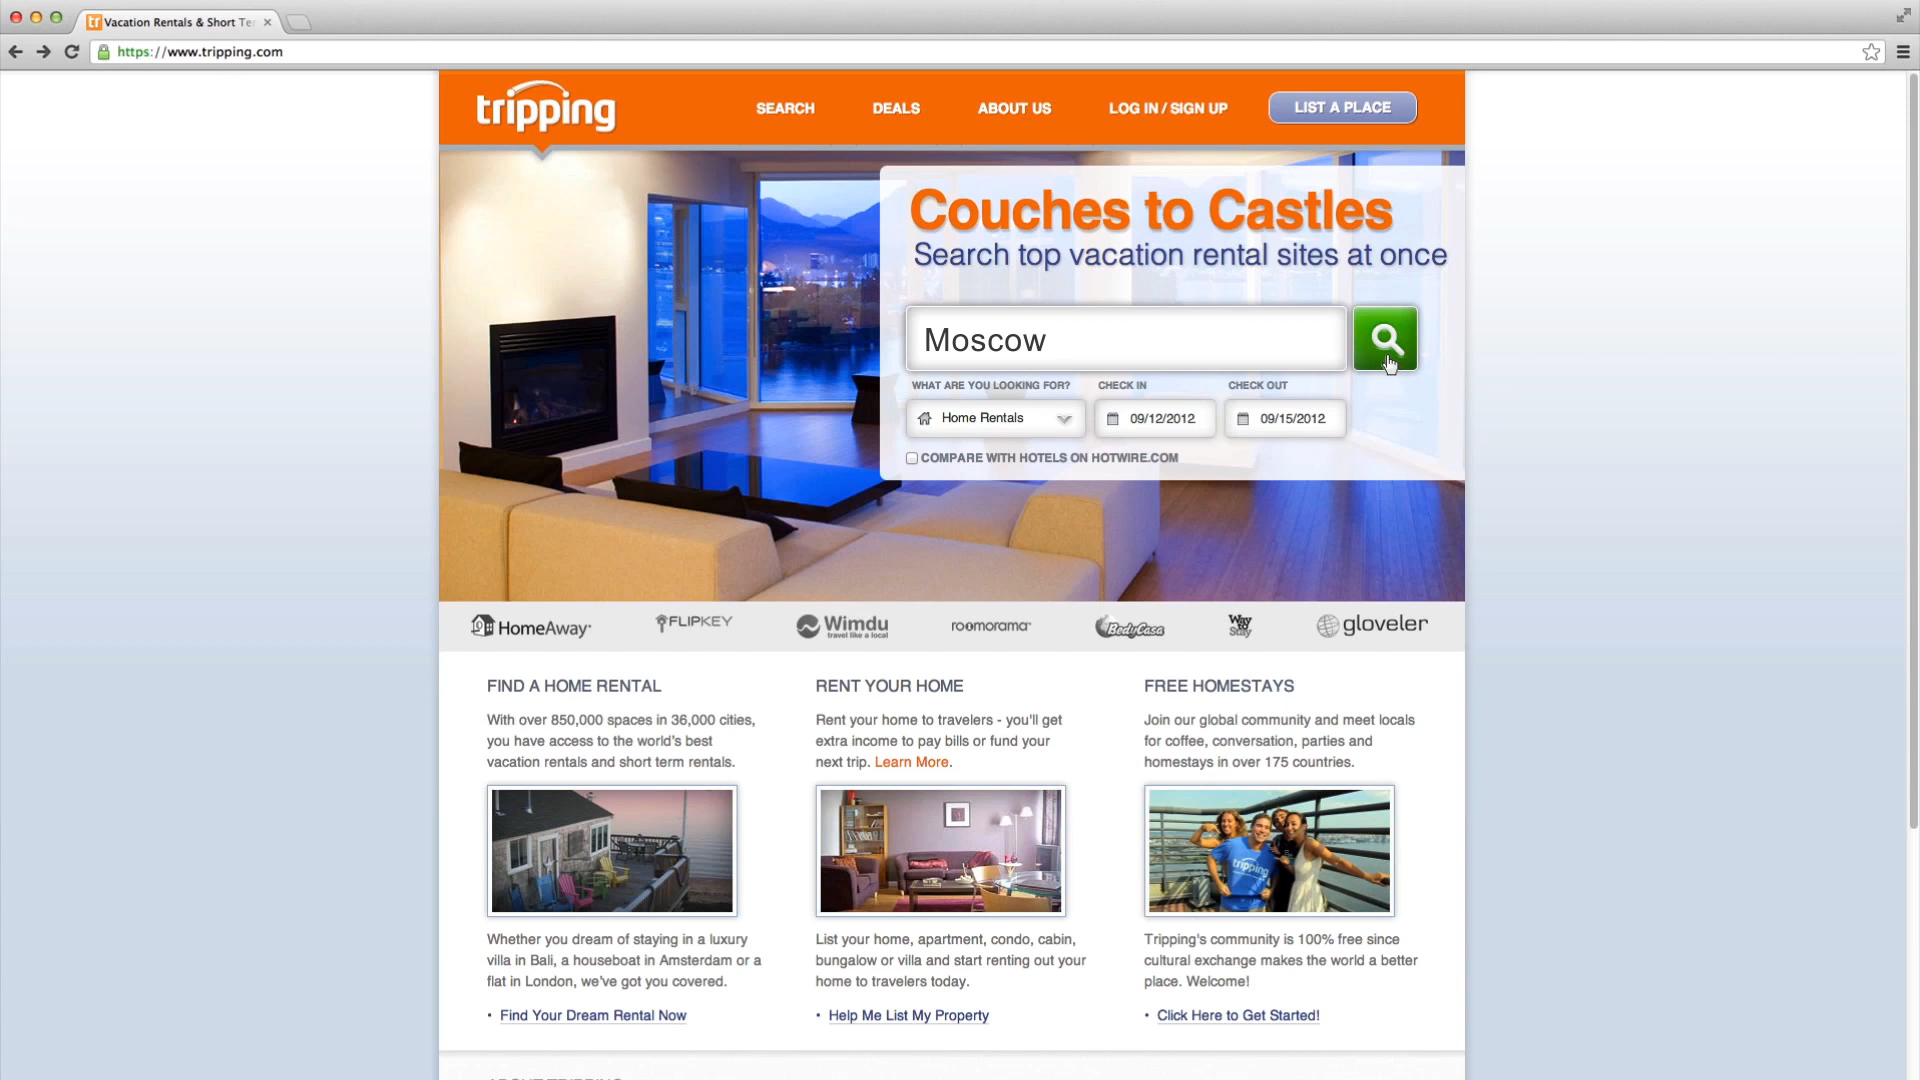 tr Vacation Rentals & Short Te
https://www.tripping.com
tripping
SEARCH
DEALS
ABOUT US
LOG IN / SIGN UP
LIST A PLACE
Couches to Castles
Search top vacation rental sites at once
Moscow
WHAT ARE YOU LOOKING FOR?
CHECK IN
CHECK OUT
Home Rentals
09/12/2012
09/15/2012
COMPARE WITH HOTELS ON HOTWIRE.COM
HomeAway
FLIPKEY
Wimdu
travel like a local
roomorama
BedyCasa
Way to Stay
gloveler
FIND A HOME RENTAL
With over 850,000 spaces in 36,000 cities,
you have access to the world's best
vacation rentals and short term rentals.
Whether you dream of staying in a luxury
villa in Bali, a houseboat in Amsterdam or a
flat in London, we've got you covered.
• Find Your Dream Rental Now
RENT YOUR HOME
Rent your home to travelers - you'll get
extra income to pay bills or fund your
next trip. Learn More.
List your home, apartment, condo, cabin,
bungalow or villa and start renting out your
home to travelers today.
• Help Me List My Property
FREE HOMESTAYS
Join our global community and meet locals
for coffee, conversation, parties and
homestays in over 175 countries.
tripping
Tripping's community is 100% free since
cultural exchange makes the world a better
place. Welcome!
• Click Here to Get Started!